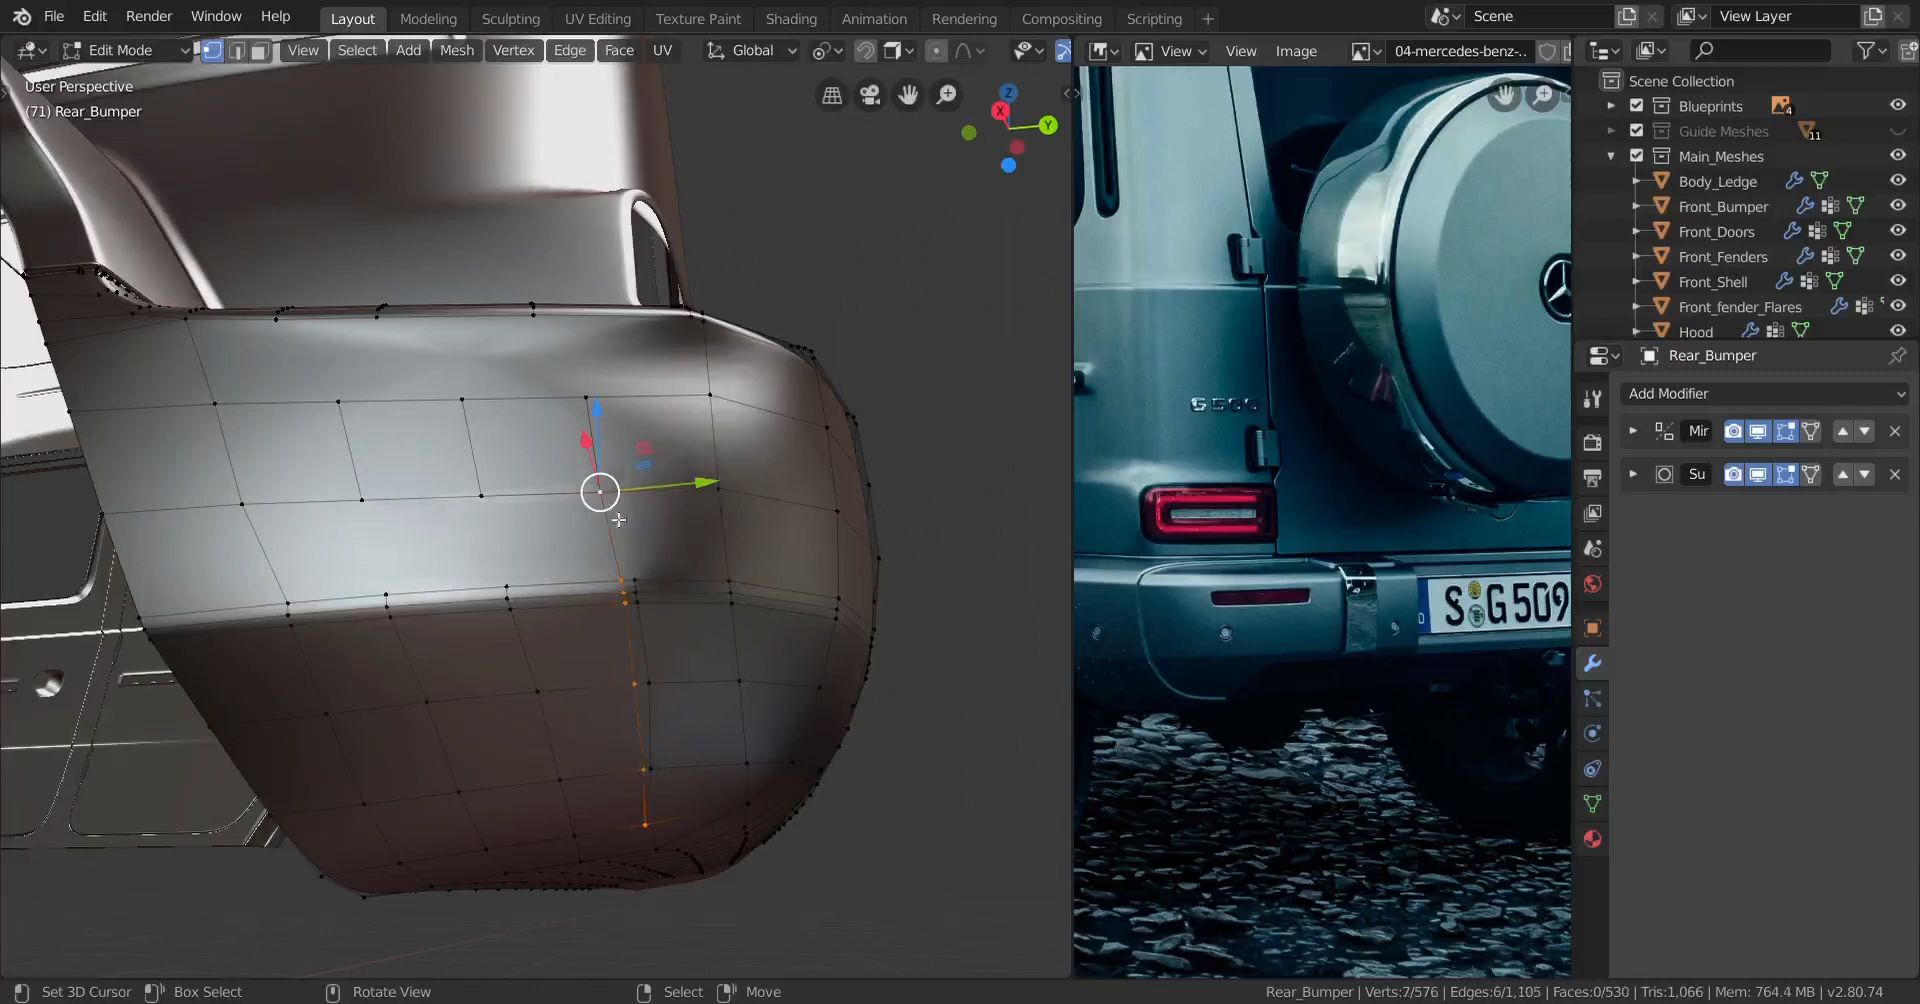 File Edit Render Window Help Layout Modeling Sculpting UV Editing Texture Paint Shading Animation Rendering Compositing Scripting + Scene View Layer
Edit Mode View Select Add Mesh Vertex Edge Face UV Global View View Image 04-mercedes-benz-..
User Perspective
(71) Rear_Bumper
Z
X
Y
G 500
S G 509
D
Scene Collection
Blueprints 4
Guide Meshes 11
Main_Meshes
Body_Ledge
Front_Bumper
Front_Doors
Front_Fenders
Front_Shell
Front_fender_Flares
Hood
Rear_Bumper
Add Modifier
Mir
Su
Set 3D Cursor Box Select Rotate View Select Move Rear_Bumper | Verts:7/576 | Edges:6/1,105 | Faces:0/530 | Tris:1,066 | Mem: 764.4 MB | v2.80.74